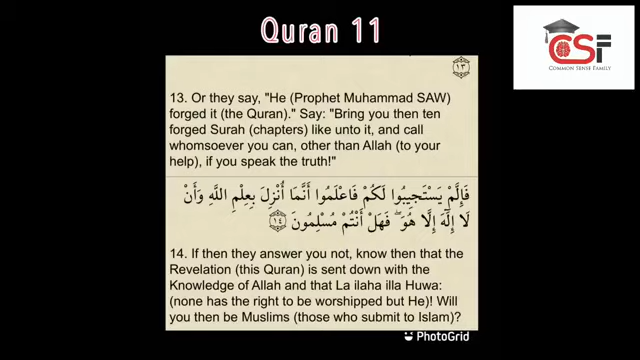 Quran 11
CSF
COMMON SENSE FAMILY
١٣
13. Or they say, "He (Prophet Muhammad SAW)
forged it (the Quran)." Say: "Bring you then ten
forged Surah (chapters) like unto it, and call
whomsoever you can, other than Allah (to your
help), if you speak the truth!"
فَإِلَّمْ يَسْتَجِيبُوا لَكُمْ فَاعْلَمُوا أَنَّمَا أُنْزِلَ بِعِلْمِ اللَّهِ وَأَنْ
لَا إِلَٰهَ إِلَّا هُوَ ۖ فَهَلْ أَنْتُمْ مُسْلِمُونَ ١٤
14. If then they answer you not, know then that the
Revelation (this Quran) is sent down with the
Knowledge of Allah and that La ilaha illa Huwa:
(none has the right to be worshipped but He)! Will
you then be Muslims (those who submit to Islam)?
PhotoGrid